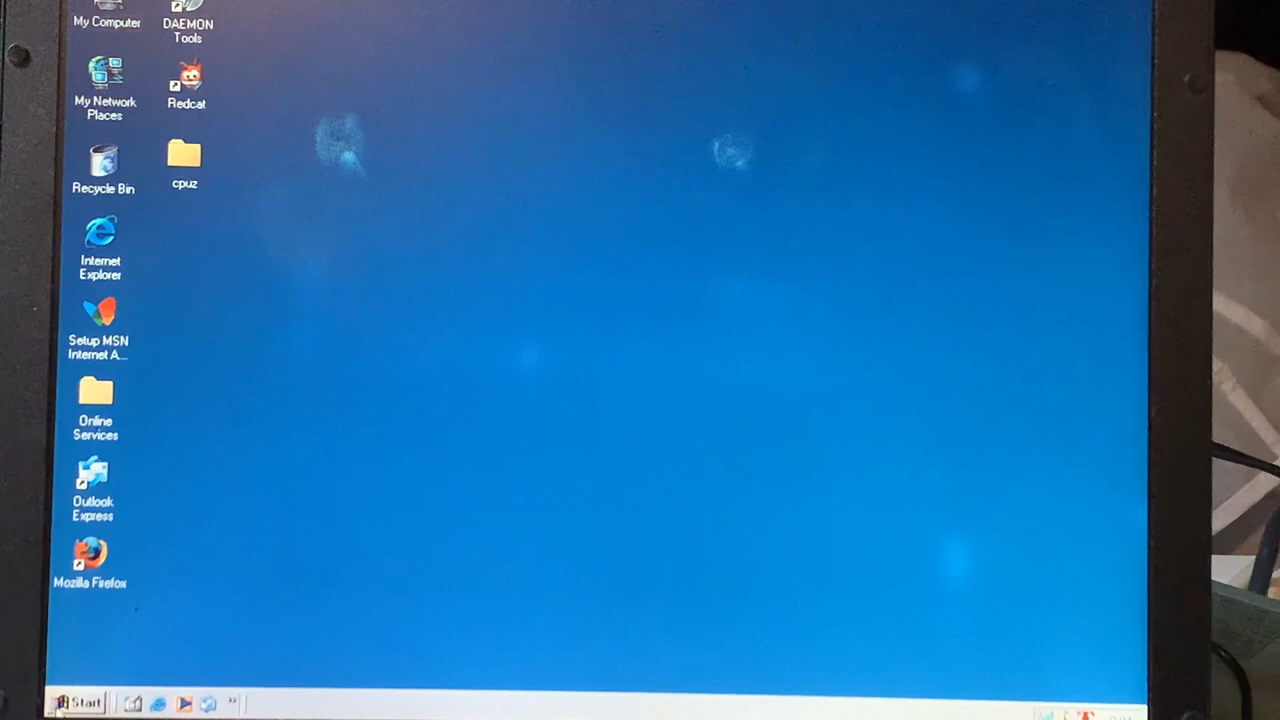 My Computer
DAEMON
Tools
My Network
Places
Redcat
Recycle Bin
cpuz
Internet
Explorer
Setup MSN
Internet A...
Online
Services
Outlook
Express
Mozilla Firefox
Start